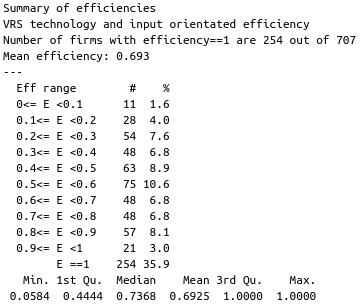 Summary of efficiencies
VRS technology and input orientated efficiency
Number of firms with efficiency==1 are 254 out of 707
Mean efficiency: 0.693
---
  Eff range        #    %
  0<= E <0.1      11  1.6
  0.1<= E <0.2    28  4.0
  0.2<= E <0.3    54  7.6
  0.3<= E <0.4    48  6.8
  0.4<= E <0.5    63  8.9
  0.5<= E <0.6    75 10.6
  0.6<= E <0.7    48  6.8
  0.7<= E <0.8    48  6.8
  0.8<= E <0.9    57  8.1
  0.9<= E <1      21  3.0
        E ==1    254 35.9
   Min. 1st Qu.  Median    Mean 3rd Qu.    Max.
 0.0584  0.4444  0.7368  0.6925  1.0000  1.0000